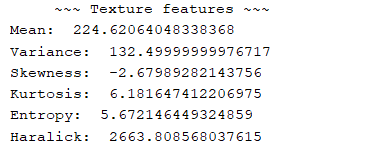 ~~~ Texture features ~~~
Mean:  224.62064048338368
Variance:  132.49999999976717
Skewness:  -2.67989282143756
Kurtosis:  6.181647412206975
Entropy:  5.672146449324859
Haralick:  2663.808568037615